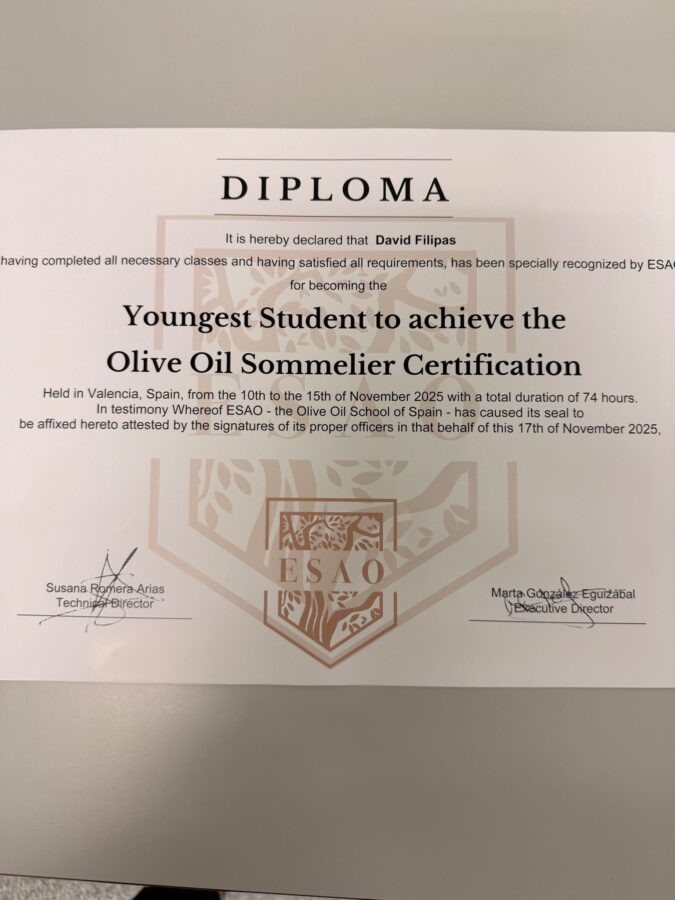 DIPLOMA
It is hereby declared that David Filipas
having completed all necessary classes and having satisfied all requirements, has been specially recognized by ESA
for becoming the
Youngest Student to achieve the
Olive Oil Sommelier Certification
Held in Valencia, Spain, from the 10th to the 15th of November 2025 with a total duration of 74 hours.
In testimony Whereof ESAO - the Olive Oil School of Spain - has caused its seal to
be affixed hereto attested by the signatures of its proper officers in that behalf of this 17th of November 2025,
ESAO
ESAO
Susana Romera Arias
Technical Director
Marta González Eguizábal
Executive Director